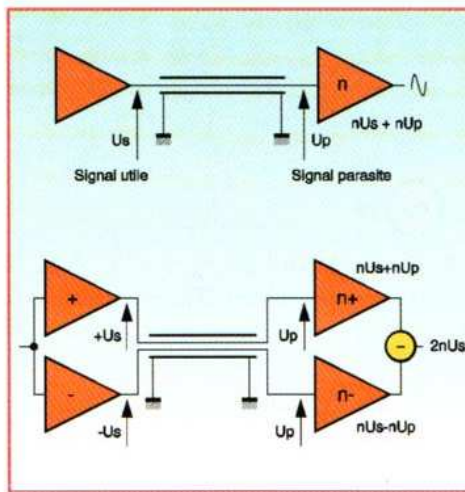 n
nUs + nUp
Us
Up
Signal utile
Signal parasite
+
+Us
Up
n+
nUs+nUp
-
2nUs
-
-Us
Up
n-
nUs-nUp